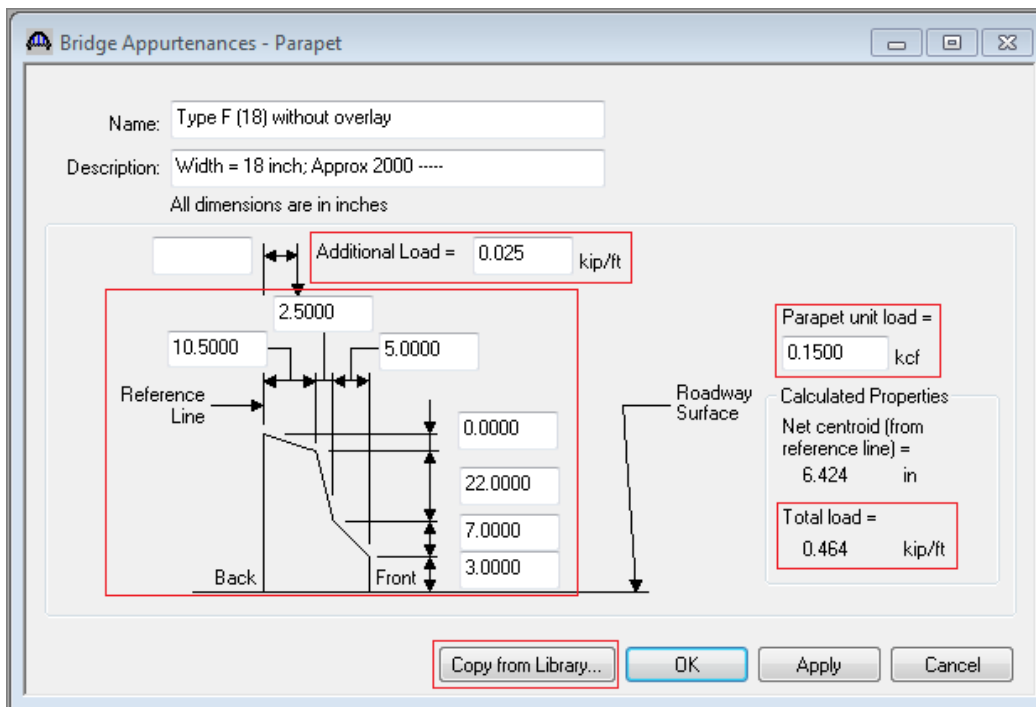 Bridge Appurtenances - Parapet
Name: Type F (18) without overlay
Description: Width = 18 inch; Approx 2000 -----
All dimensions are in inches
Additional Load = 0.025 kip/ft
2.5000
10.5000 5.0000
Reference
Line
0.0000
22.0000
7.0000
3.0000
Back Front
Roadway
Surface
Parapet unit load =
0.1500 kcf
Calculated Properties
Net centroid (from
reference line) =
6.424 in
Total load =
0.464 kip/ft
Copy from Library... OK Apply Cancel